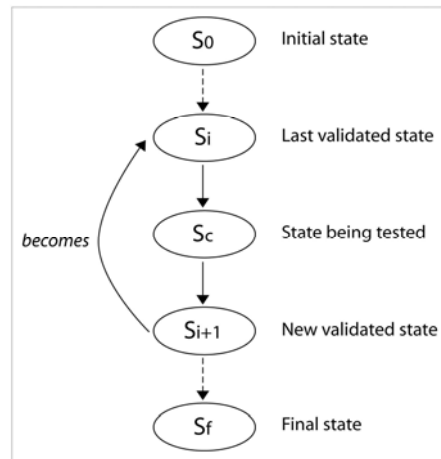 S0 Initial state
Si Last validated state
Sc State being tested
becomes
Si+1 New validated state
Sf Final state